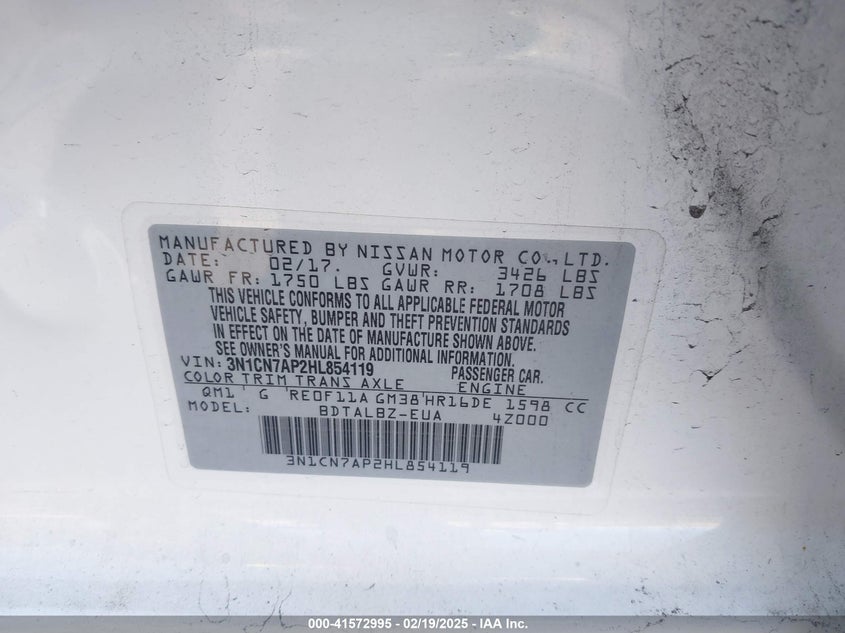 MANUFACTURED BY NISSAN MOTOR CO., LTD.
DATE: 02/17. GVWR: 3426 LBS
GAWR FR: 1750 LBS GAWR RR: 1708 LBS
THIS VEHICLE CONFORMS TO ALL APPLICABLE FEDERAL MOTOR
VEHICLE SAFETY, BUMPER AND THEFT PREVENTION STANDARDS
IN EFFECT ON THE DATE OF MANUFACTURE SHOWN ABOVE.
SEE OWNER'S MANUAL FOR ADDITIONAL INFORMATION.
VIN: 3N1CN7AP2HL854119 PASSENGER CAR.
COLOR TRIM TRANS AXLE ENGINE
QM1 G RE0F11A GM38 HR16DE 1598 CC
MODEL: BDTALBZ-EUA 4Z000
3N1CN7AP2HL854119
000-41572995 - 02/19/2025 - IAA Inc.